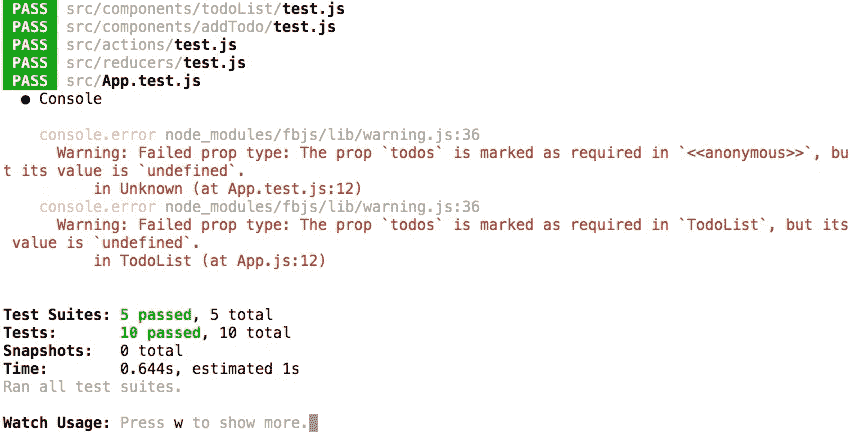 PASS src/components/todoList/test.js
PASS src/components/addTodo/test.js
PASS src/actions/test.js
PASS src/reducers/test.js
PASS src/App.test.js
● Console
console.error node_modules/fbjs/lib/warning.js:36
Warning: Failed prop type: The prop `todos` is marked as required in `<<anonymous>>`, bu
t its value is `undefined`.
in Unknown (at App.test.js:12)
console.error node_modules/fbjs/lib/warning.js:36
Warning: Failed prop type: The prop `todos` is marked as required in `TodoList`, but its
value is `undefined`.
in TodoList (at App.js:12)
Test Suites: 5 passed, 5 total
Tests: 10 passed, 10 total
Snapshots: 0 total
Time: 0.644s, estimated 1s
Ran all test suites.
Watch Usage: Press w to show more.